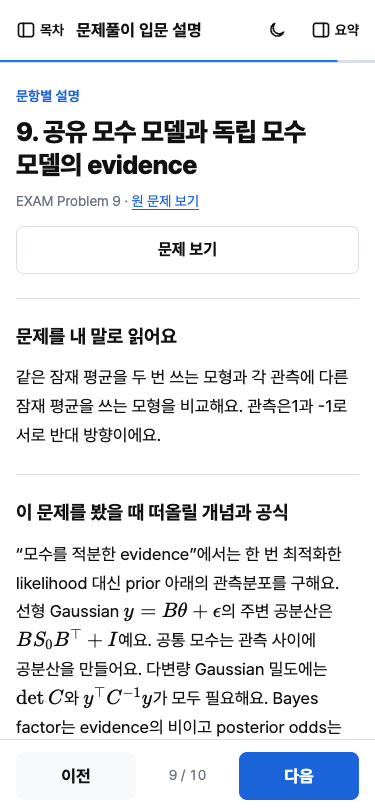 목차 문제풀이 입문 설명 요약
문항별 설명
9. 공유 모수 모델과 독립 모수
모델의 evidence
EXAM Problem 9 · 원 문제 보기
문제 보기
문제를 내 말로 읽어요
같은 잠재 평균을 두 번 쓰는 모형과 각 관측에 다른
잠재 평균을 쓰는 모형을 비교해요. 관측은1과 -1로
서로 반대 방향이에요.
이 문제를 봤을 때 떠올릴 개념과 공식
“모수를 적분한 evidence”에서는 한 번 최적화한
likelihood 대신 prior 아래의 관측분포를 구해요.
선형 Gaussian y = Bθ + ϵ의 주변 공분산은
BS₀B⊤ + I예요. 공통 모수는 관측 사이에
공분산을 만들어요. 다변량 Gaussian 밀도에는
det C와 y⊤C⁻¹y가 모두 필요해요. Bayes
factor는 evidence의 비이고 posterior odds는
이전 9 / 10 다음